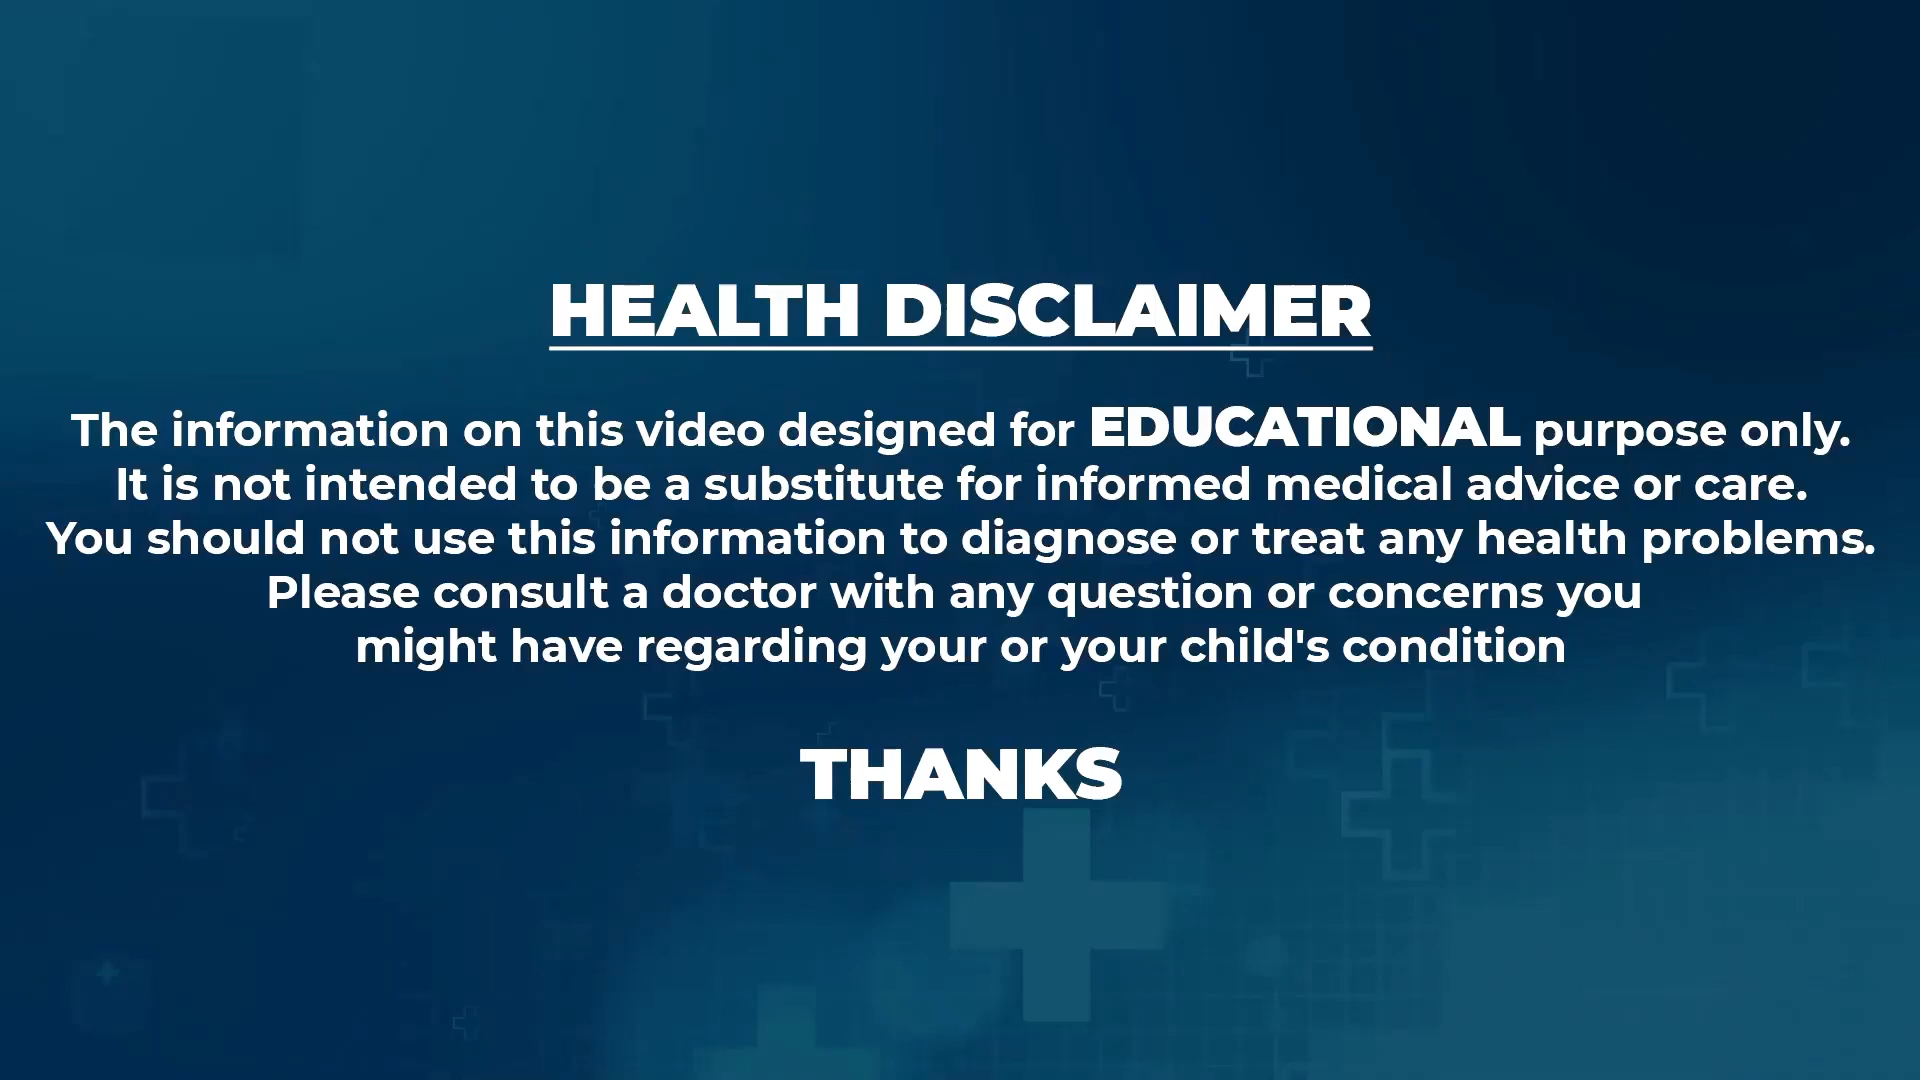 HEALTH DISCLAIMER
The information on this video designed for EDUCATIONAL purpose only.
It is not intended to be a substitute for informed medical advice or care.
You should not use this information to diagnose or treat any health problems.
Please consult a doctor with any question or concerns you
might have regarding your or your child's condition
THANKS